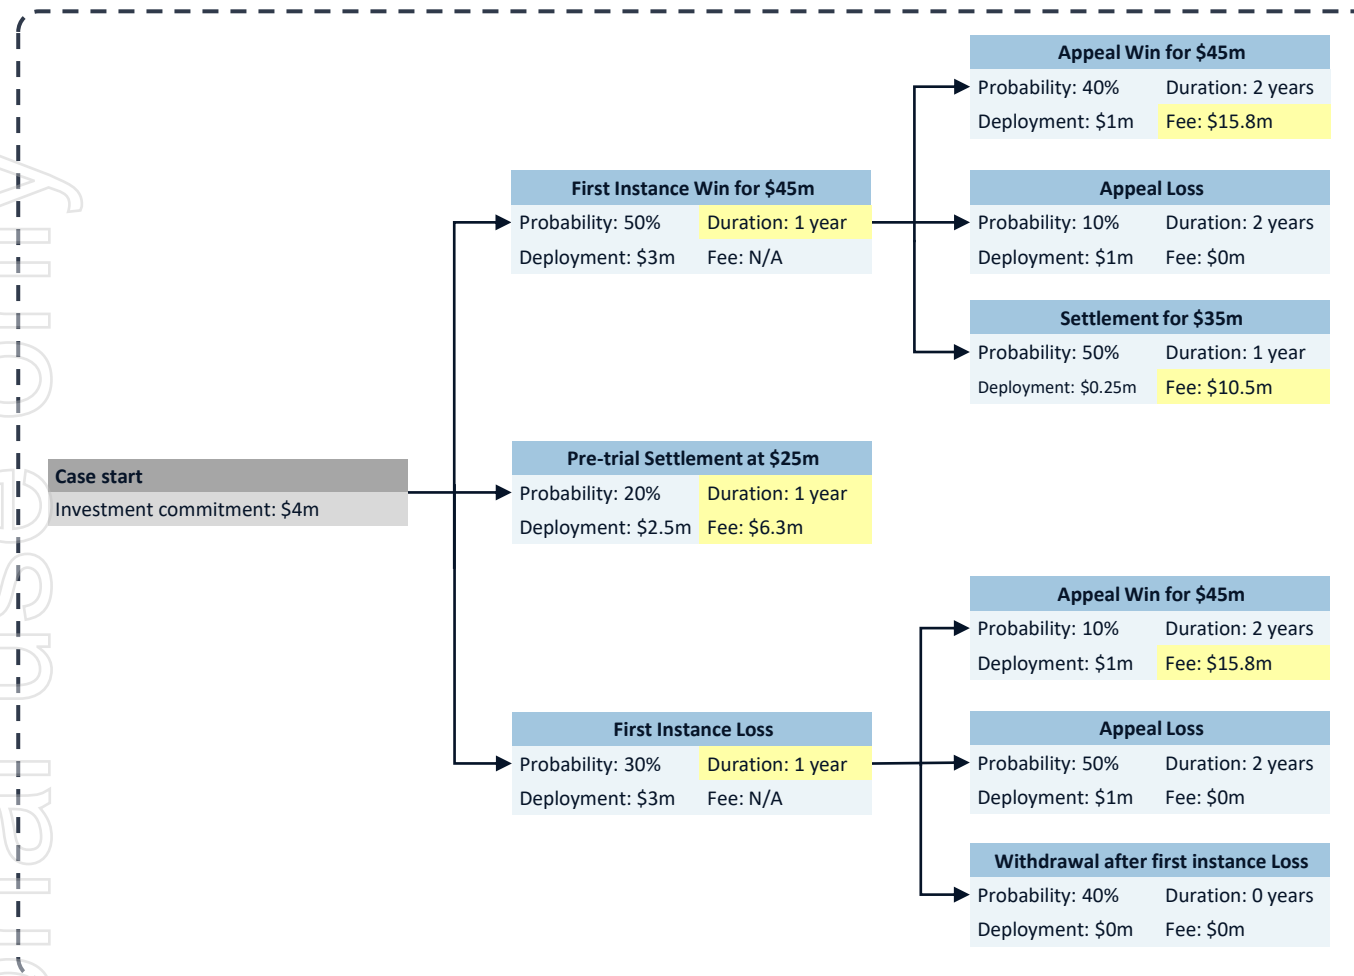 Appeal Win for $45m
Probability: 40% Duration: 2 years
Deployment: $1m Fee: $15.8m
First Instance Win for $45m
Probability: 50% Duration: 1 year
Deployment: $3m Fee: N/A
Appeal Loss
Probability: 10% Duration: 2 years
Deployment: $1m Fee: $0m
Settlement for $35m
Probability: 50% Duration: 1 year
Deployment: $0.25m Fee: $10.5m
Case start
Investment commitment: $4m
Pre-trial Settlement at $25m
Probability: 20% Duration: 1 year
Deployment: $2.5m Fee: $6.3m
Appeal Win for $45m
Probability: 10% Duration: 2 years
Deployment: $1m Fee: $15.8m
First Instance Loss
Probability: 30% Duration: 1 year
Deployment: $3m Fee: N/A
Appeal Loss
Probability: 50% Duration: 2 years
Deployment: $1m Fee: $0m
Withdrawal after first instance Loss
Probability: 40% Duration: 0 years
Deployment: $0m Fee: $0m
use only